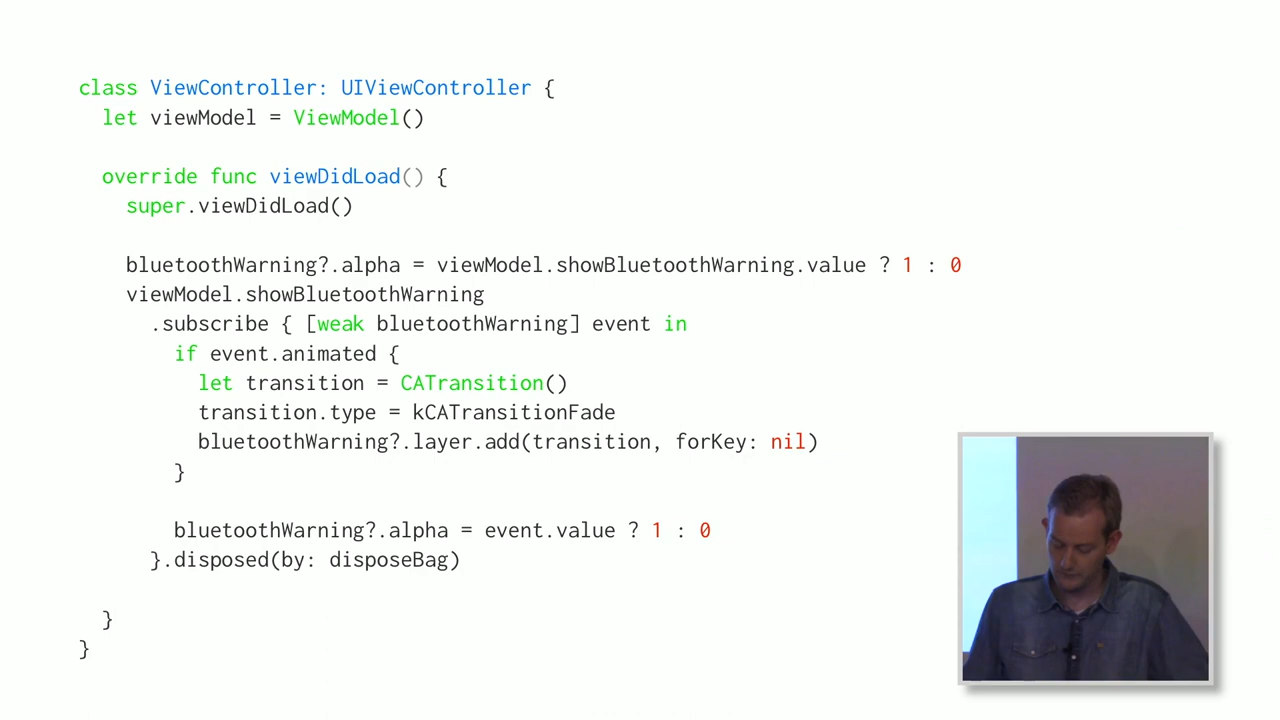 class ViewController: UIViewController {
let viewModel = ViewModel()
override func viewDidLoad() {
super.viewDidLoad()
bluetoothWarning?.alpha = viewModel.showBluetoothWarning.value ? 1 : 0
viewModel.showBluetoothWarning
.subscribe { [weak bluetoothWarning] event in
if event.animated {
let transition = CATransition()
transition.type = kCATransitionFade
bluetoothWarning?.layer.add(transition, forKey: nil)
}
bluetoothWarning?.alpha = event.value ? 1 : 0
}.disposed(by: disposeBag)
}
}